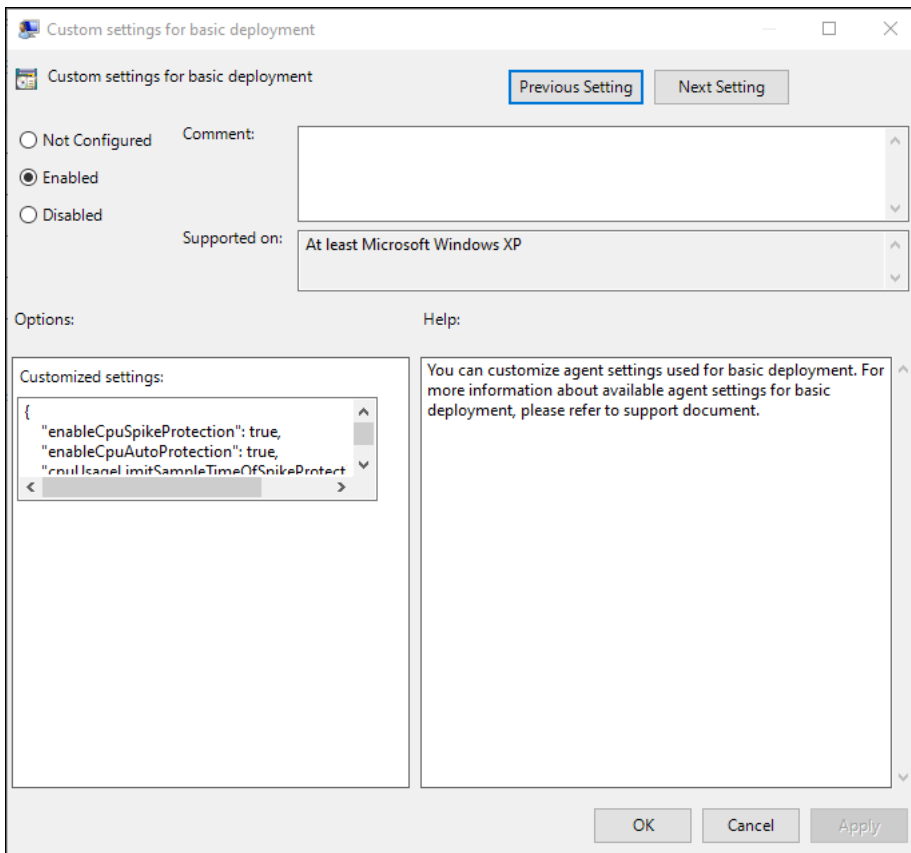 Custom settings for basic deployment
Custom settings for basic deployment
Previous Setting
Next Setting
Not Configured
Comment:
Enabled
Disabled
Supported on:
At least Microsoft Windows XP
Options:
Help:
Customized settings:
{
"enableCpuSpikeProtection": true,
"enableCpuAutoProtection": true,
"cpuUsageLimitSampleTimeOfSpikeProtect
You can customize agent settings used for basic deployment. For
more information about available agent settings for basic
deployment, please refer to support document.
OK
Cancel
Apply